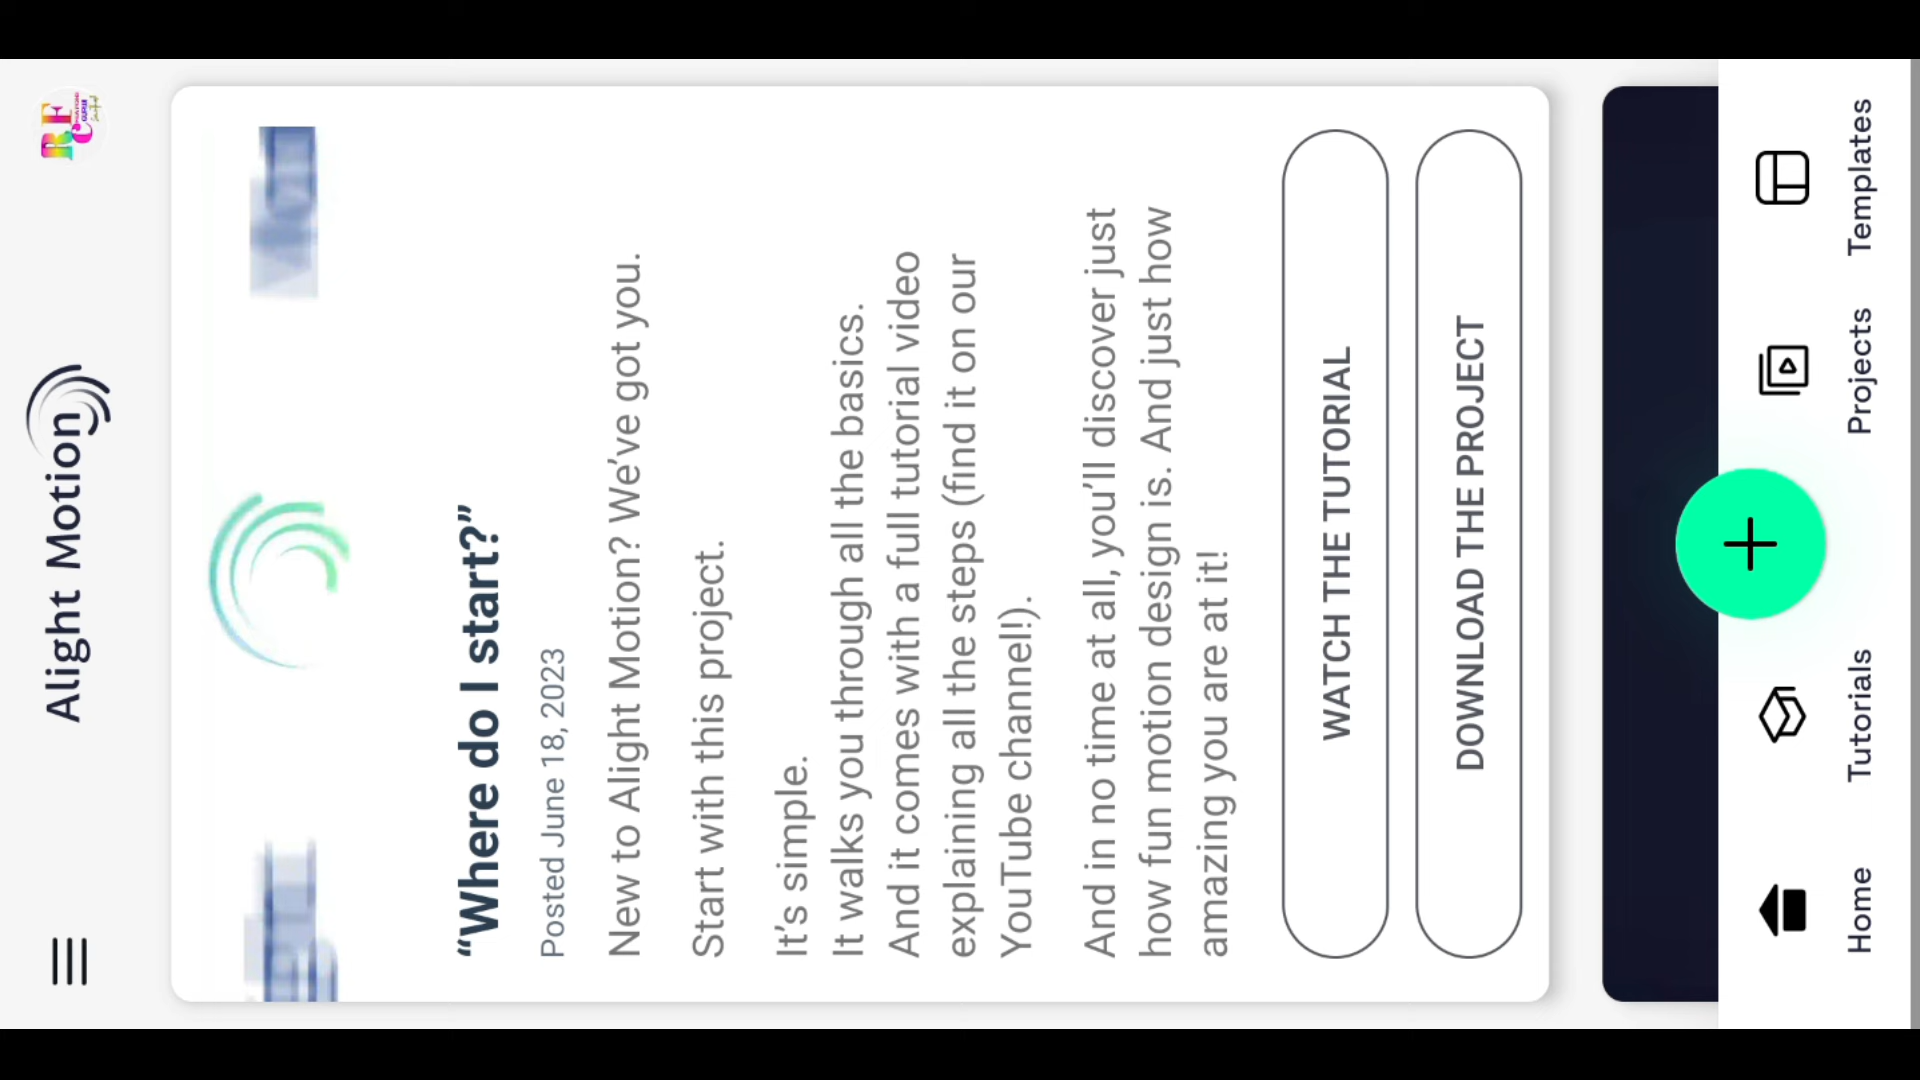 Alight Motion
“Where do I start?”
Posted June 18, 2023
New to Alight Motion? We’ve got you.
Start with this project.
It’s simple.
It walks you through all the basics.
And it comes with a full tutorial video
explaining all the steps (find it on our
YouTube channel!).
And in no time at all, you’ll discover just
how fun motion design is. And just how
amazing you are at it!
WATCH THE TUTORIAL
DOWNLOAD THE PROJECT
Home
Tutorials
Projects
Templates